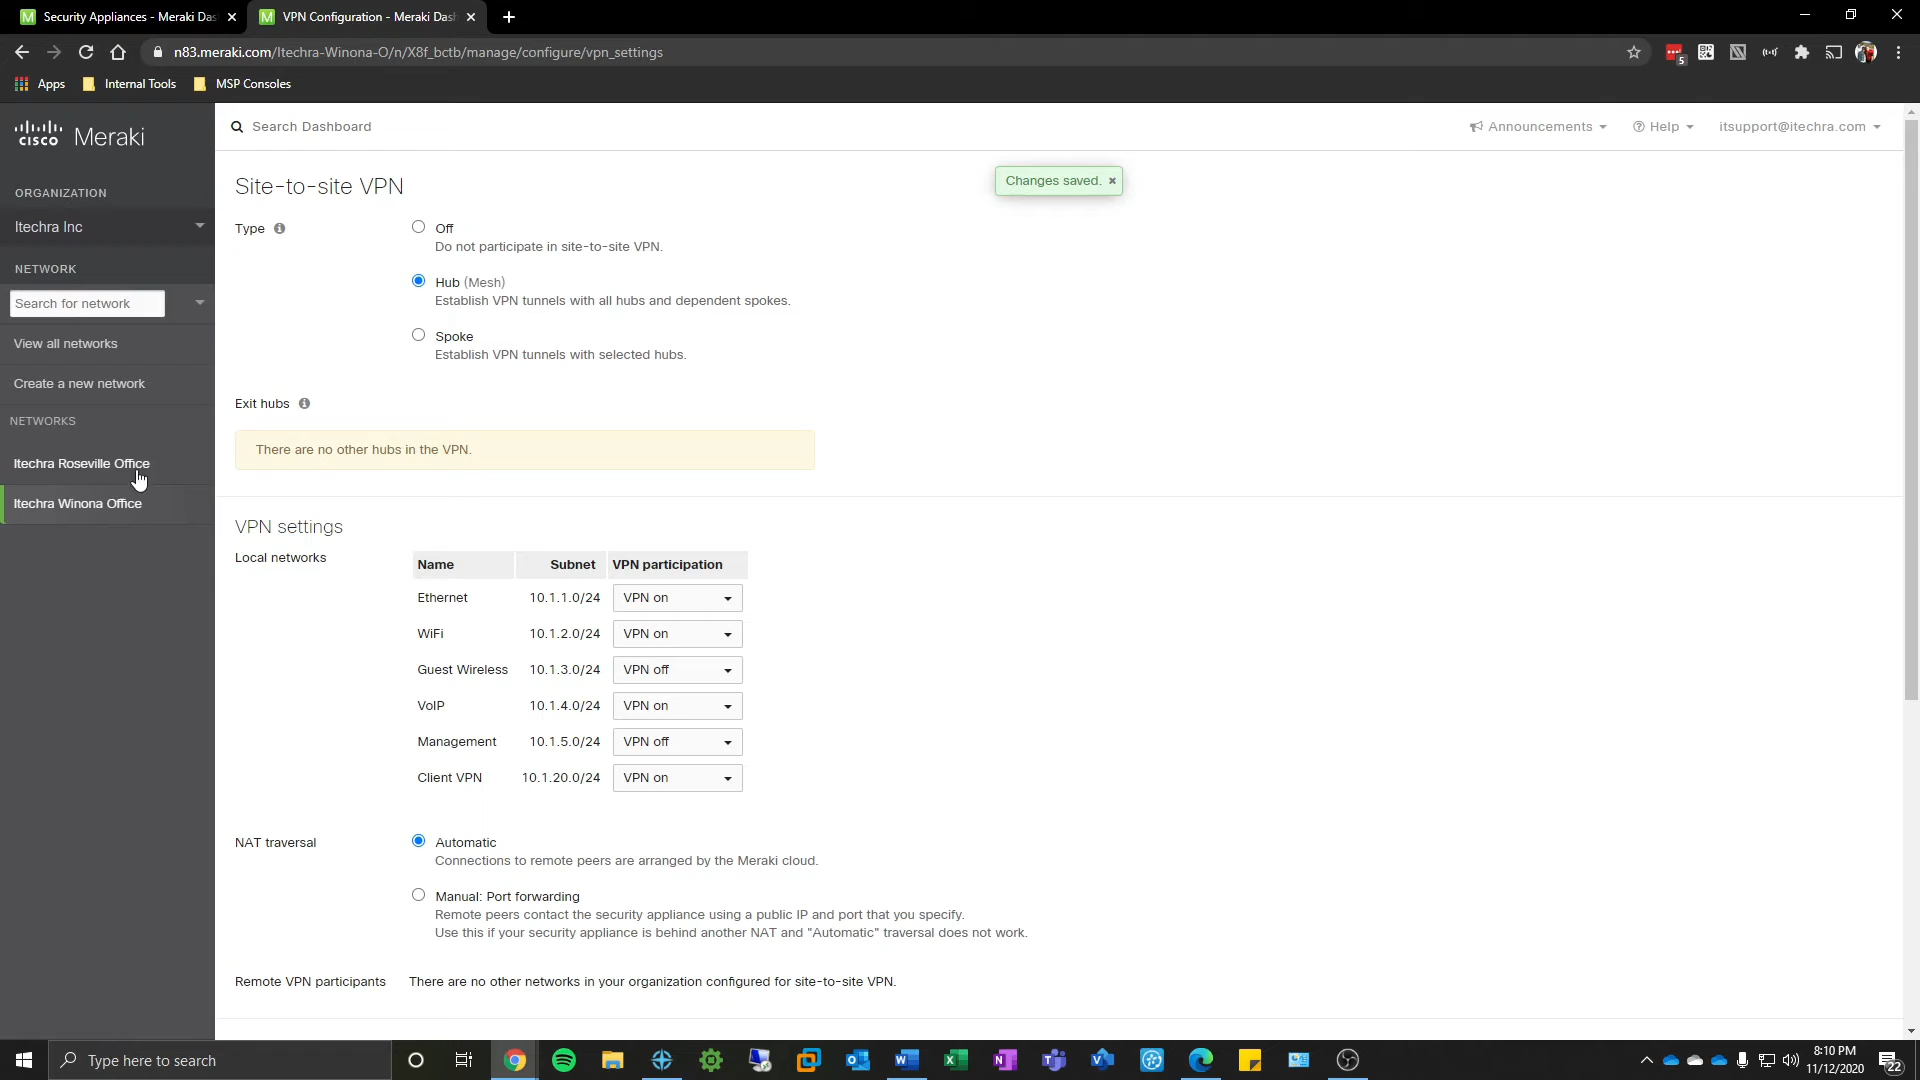 Security Appliances - Meraki Das
VPN Configuration - Meraki Dash
n83.meraki.com/Itechra-Winona-O/n/X8f_bctb/manage/configure/vpn_settings
5
Apps
Internal Tools
MSP Consoles
cisco Meraki
Search Dashboard
Announcements
Help
itsupport@itechra.com
ORGANIZATION
Itechra Inc
NETWORK
Search for network
View all networks
Create a new network
NETWORKS
Itechra Roseville Office
Itechra Winona Office
Site-to-site VPN
Changes saved. ×
Type
Off
Do not participate in site-to-site VPN.
Hub (Mesh)
Establish VPN tunnels with all hubs and dependent spokes.
Spoke
Establish VPN tunnels with selected hubs.
Exit hubs
There are no other hubs in the VPN.
VPN settings
Local networks
Name Subnet VPN participation
Ethernet 10.1.1.0/24 VPN on
WiFi 10.1.2.0/24 VPN on
Guest Wireless 10.1.3.0/24 VPN off
VoIP 10.1.4.0/24 VPN on
Management 10.1.5.0/24 VPN off
Client VPN 10.1.20.0/24 VPN on
NAT traversal
Automatic
Connections to remote peers are arranged by the Meraki cloud.
Manual: Port forwarding
Remote peers contact the security appliance using a public IP and port that you specify.
Use this if your security appliance is behind another NAT and "Automatic" traversal does not work.
Remote VPN participants There are no other networks in your organization configured for site-to-site VPN.
Type here to search
8:10 PM
11/12/2020
22